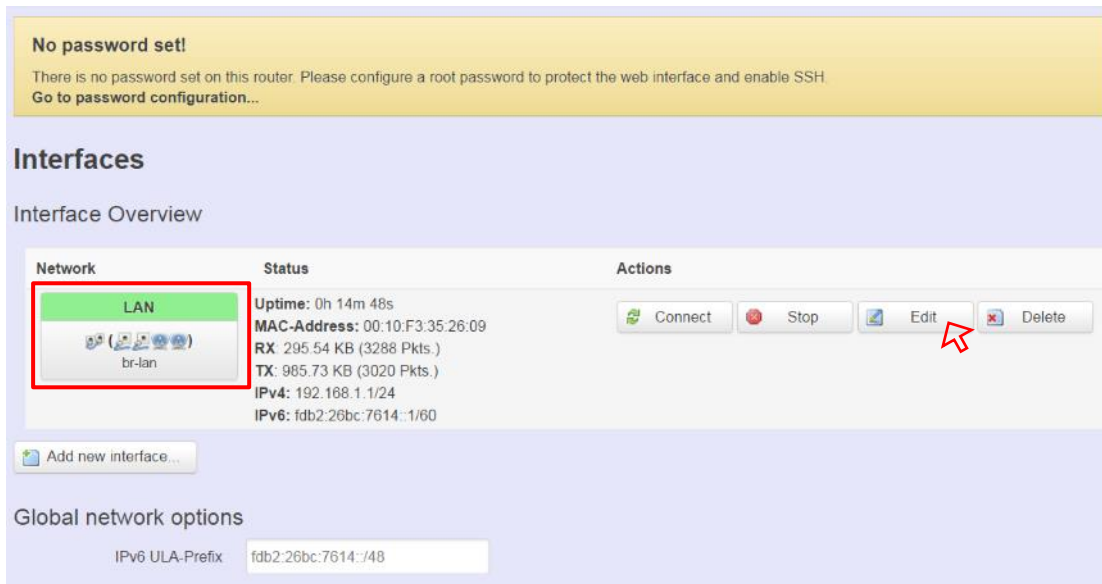 No password set!
There is no password set on this router. Please configure a root password to protect the web interface and enable SSH.
Go to password configuration...
Interfaces
Interface Overview
Network Status Actions
LAN
br-lan
Uptime: 0h 14m 48s
MAC-Address: 00:10:F3:35:26:09
RX: 295.54 KB (3288 Pkts.)
TX: 985.73 KB (3020 Pkts.)
IPv4: 192.168.1.1/24
IPv6: fdb2:26bc:7614::1/60
Connect Stop Edit Delete
Add new interface...
Global network options
IPv6 ULA-Prefix fdb2:26bc:7614::/48